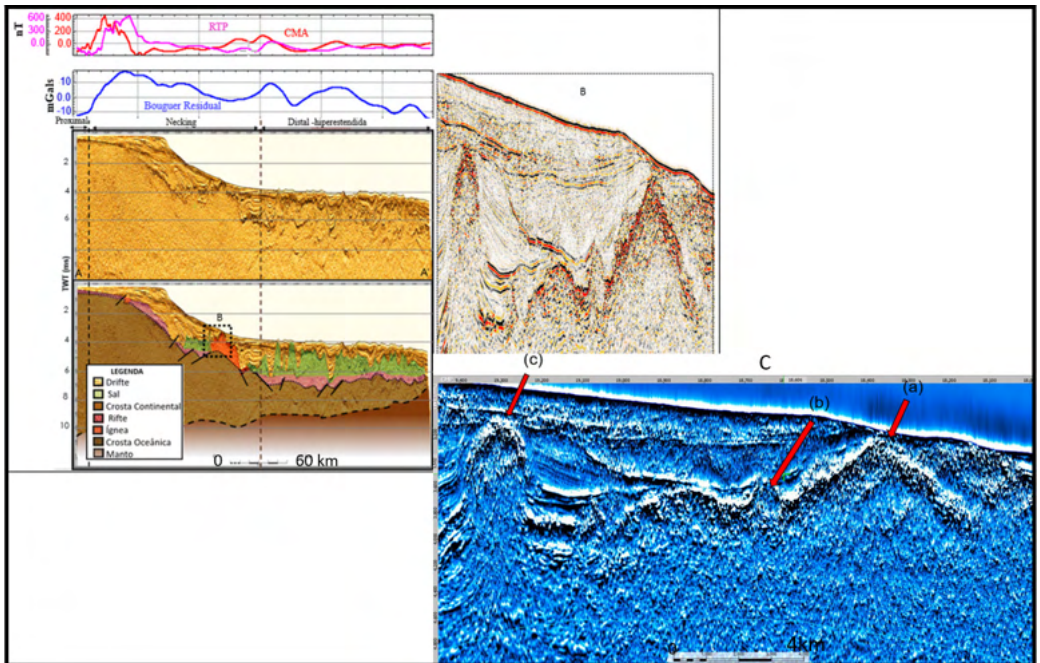 nT
600
300
0.0
400
200
0.0
RTP
CMA
mGals
10
0.0
-10
Bouguer Residual
Proximal
Necking
Distal -hiperestendida
2
4
6
A
A'
TWT (ms)
B
2
4
6
8
10
LEGENDA
Drifte
Sal
Crosta Continental
Rifte
Ígnea
Crosta Oceânica
Manto
0
60 km
B
C
(c)
(b)
(a)
4km